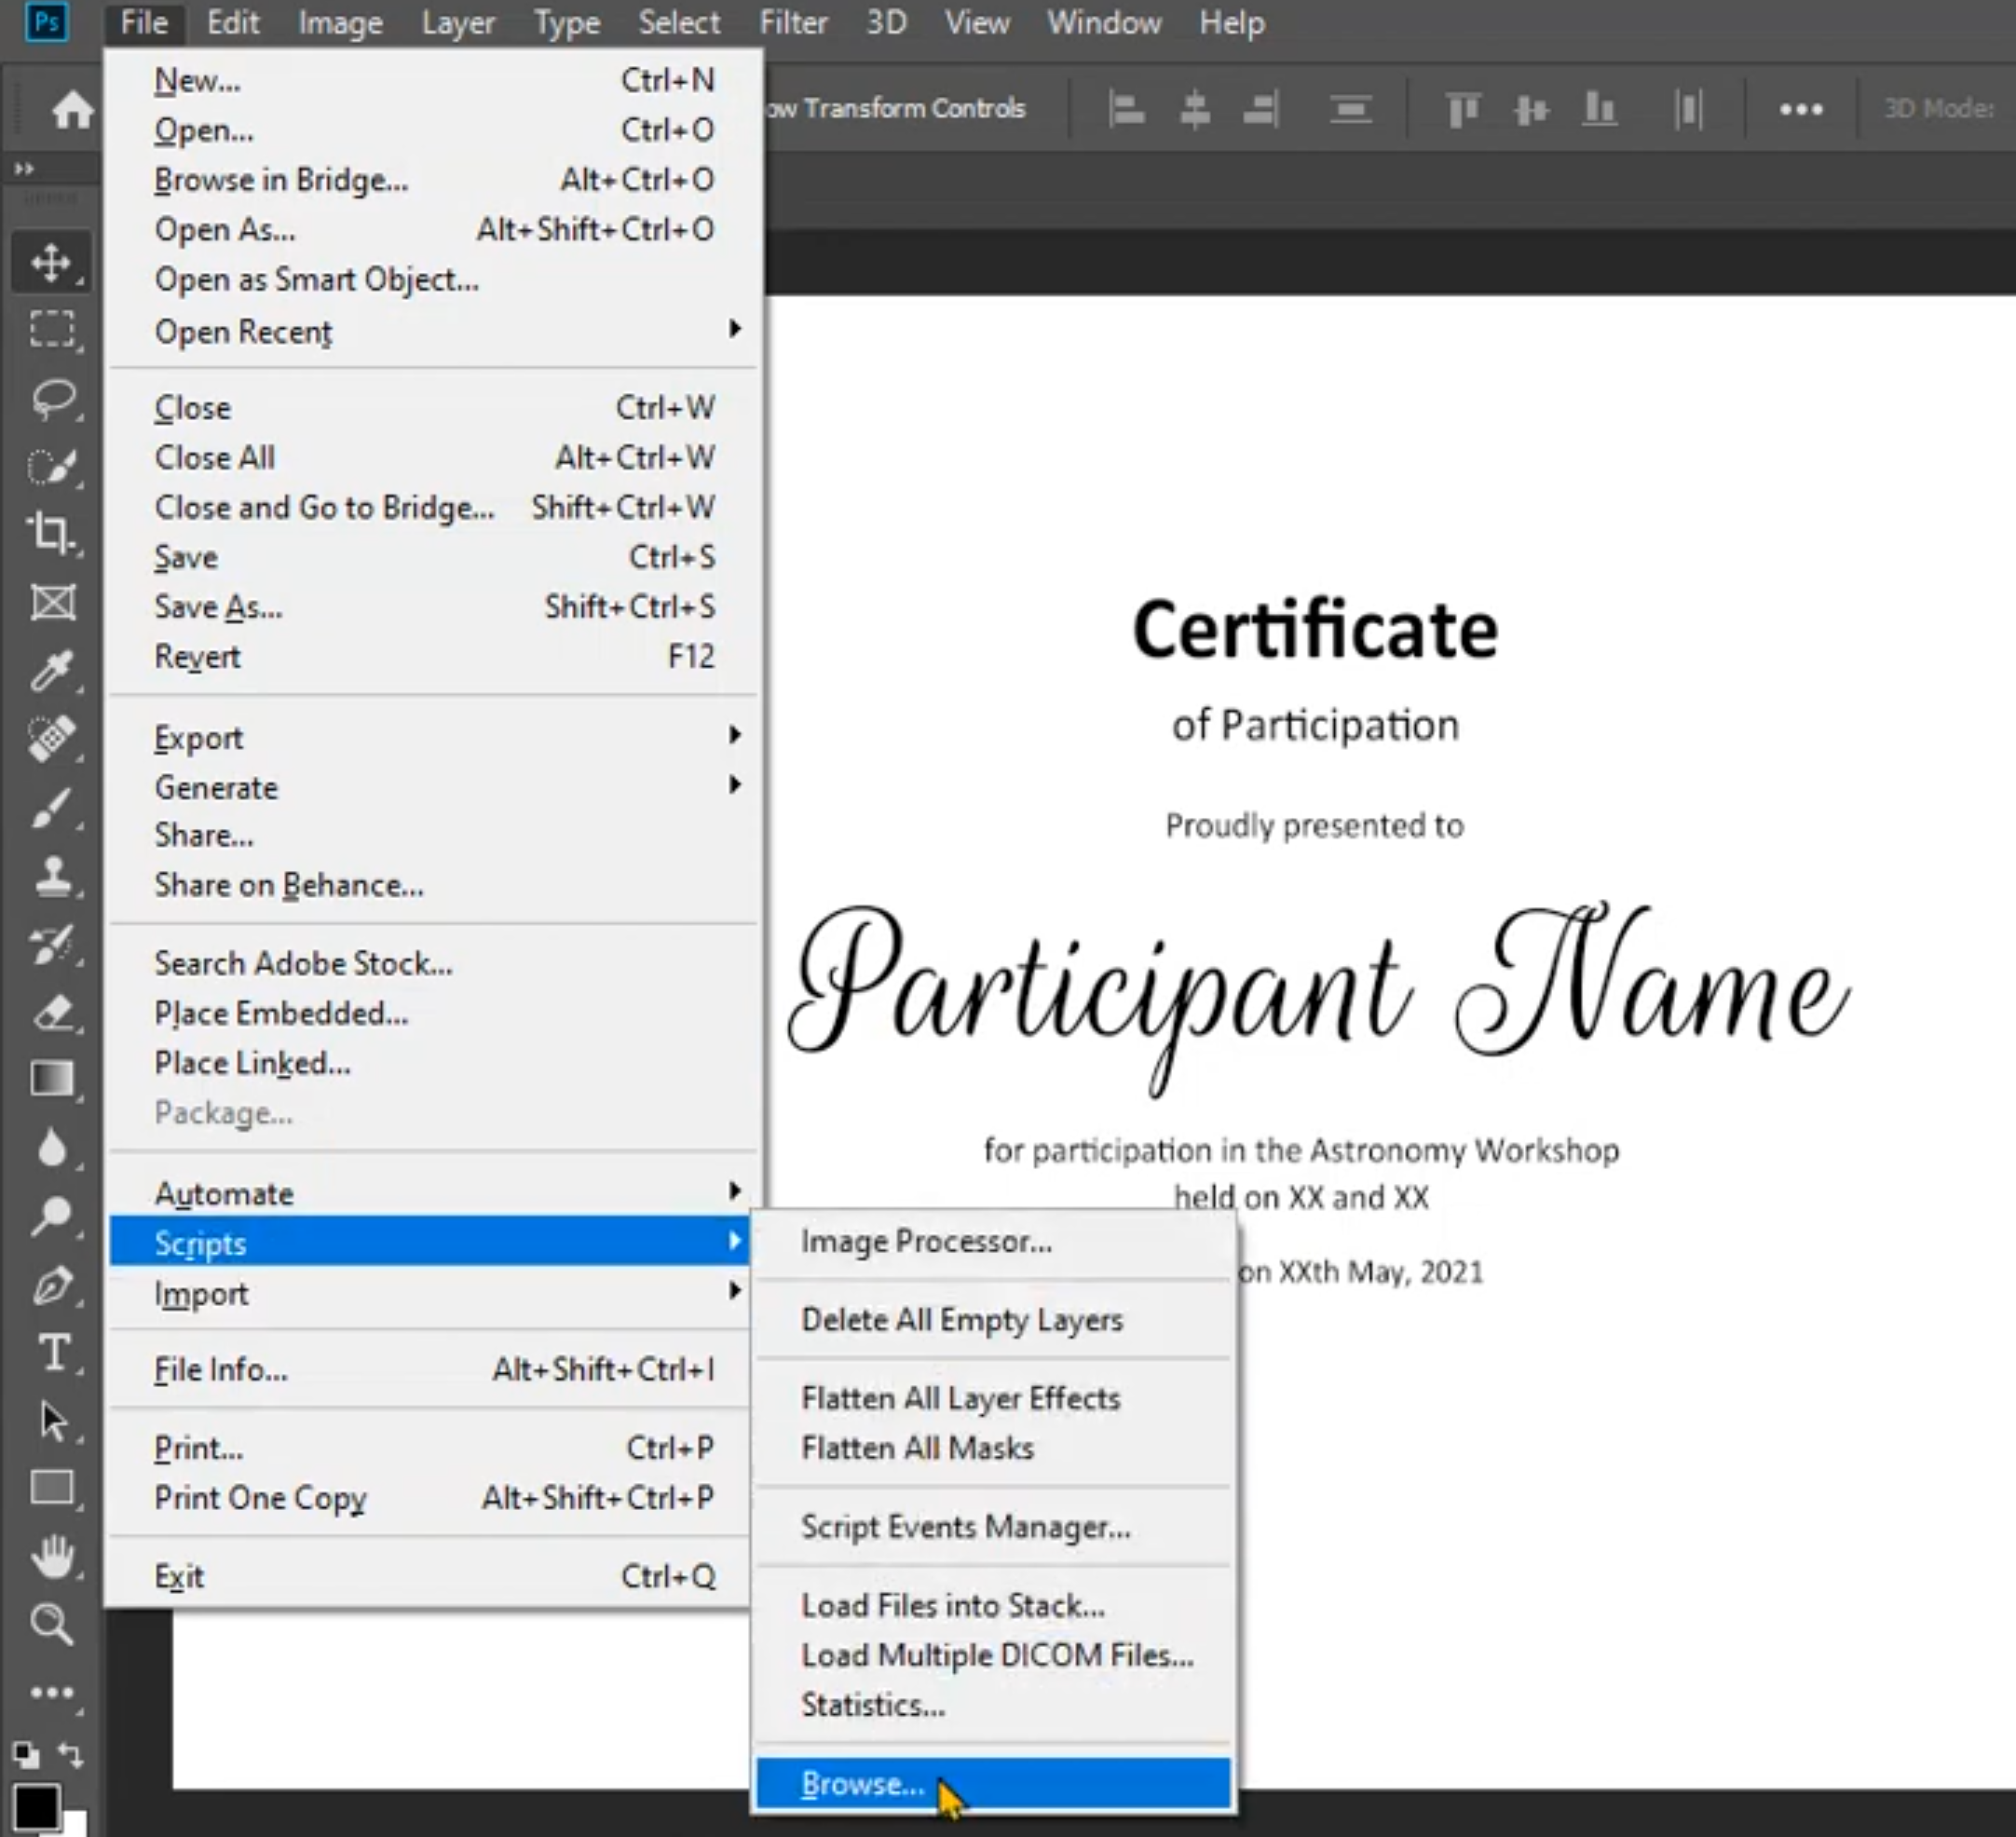 Ps File Edit Image Layer Type Select Filter 3D View Window Help
ow Transform Controls
3D Mode:
New... Ctrl+N
Open... Ctrl+O
Browse in Bridge... Alt+Ctrl+O
Open As... Alt+Shift+Ctrl+O
Open as Smart Object...
Open Recent
Close Ctrl+W
Close All Alt+Ctrl+W
Close and Go to Bridge... Shift+Ctrl+W
Save Ctrl+S
Save As... Shift+Ctrl+S
Revert F12
Export
Generate
Share...
Share on Behance...
Search Adobe Stock...
Place Embedded...
Place Linked...
Package...
Automate
Scripts
Import
File Info... Alt+Shift+Ctrl+I
Print... Ctrl+P
Print One Copy Alt+Shift+Ctrl+P
Exit Ctrl+Q
Image Processor...
Delete All Empty Layers
Flatten All Layer Effects
Flatten All Masks
Script Events Manager...
Load Files into Stack...
Load Multiple DICOM Files...
Statistics...
Browse...
Certificate
of Participation
Proudly presented to
Participant Name
for participation in the Astronomy Workshop
held on XX and XX
on XXth May, 2021